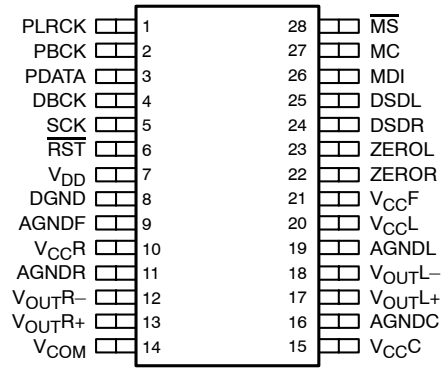 PLRCK 1 28 M̅S̅
PBCK 2 27 MC
PDATA 3 26 MDI
DBCK 4 25 DSDL
SCK 5 24 DSDR
R̅S̅T̅ 6 23 ZEROL
VDD 7 22 ZEROR
DGND 8 21 VCCF
AGNDF 9 20 VCCL
VCCR 10 19 AGNDL
AGNDR 11 18 VOUTL−
VOUTR− 12 17 VOUTL+
VOUTR+ 13 16 AGNDC
VCOM 14 15 VCCC